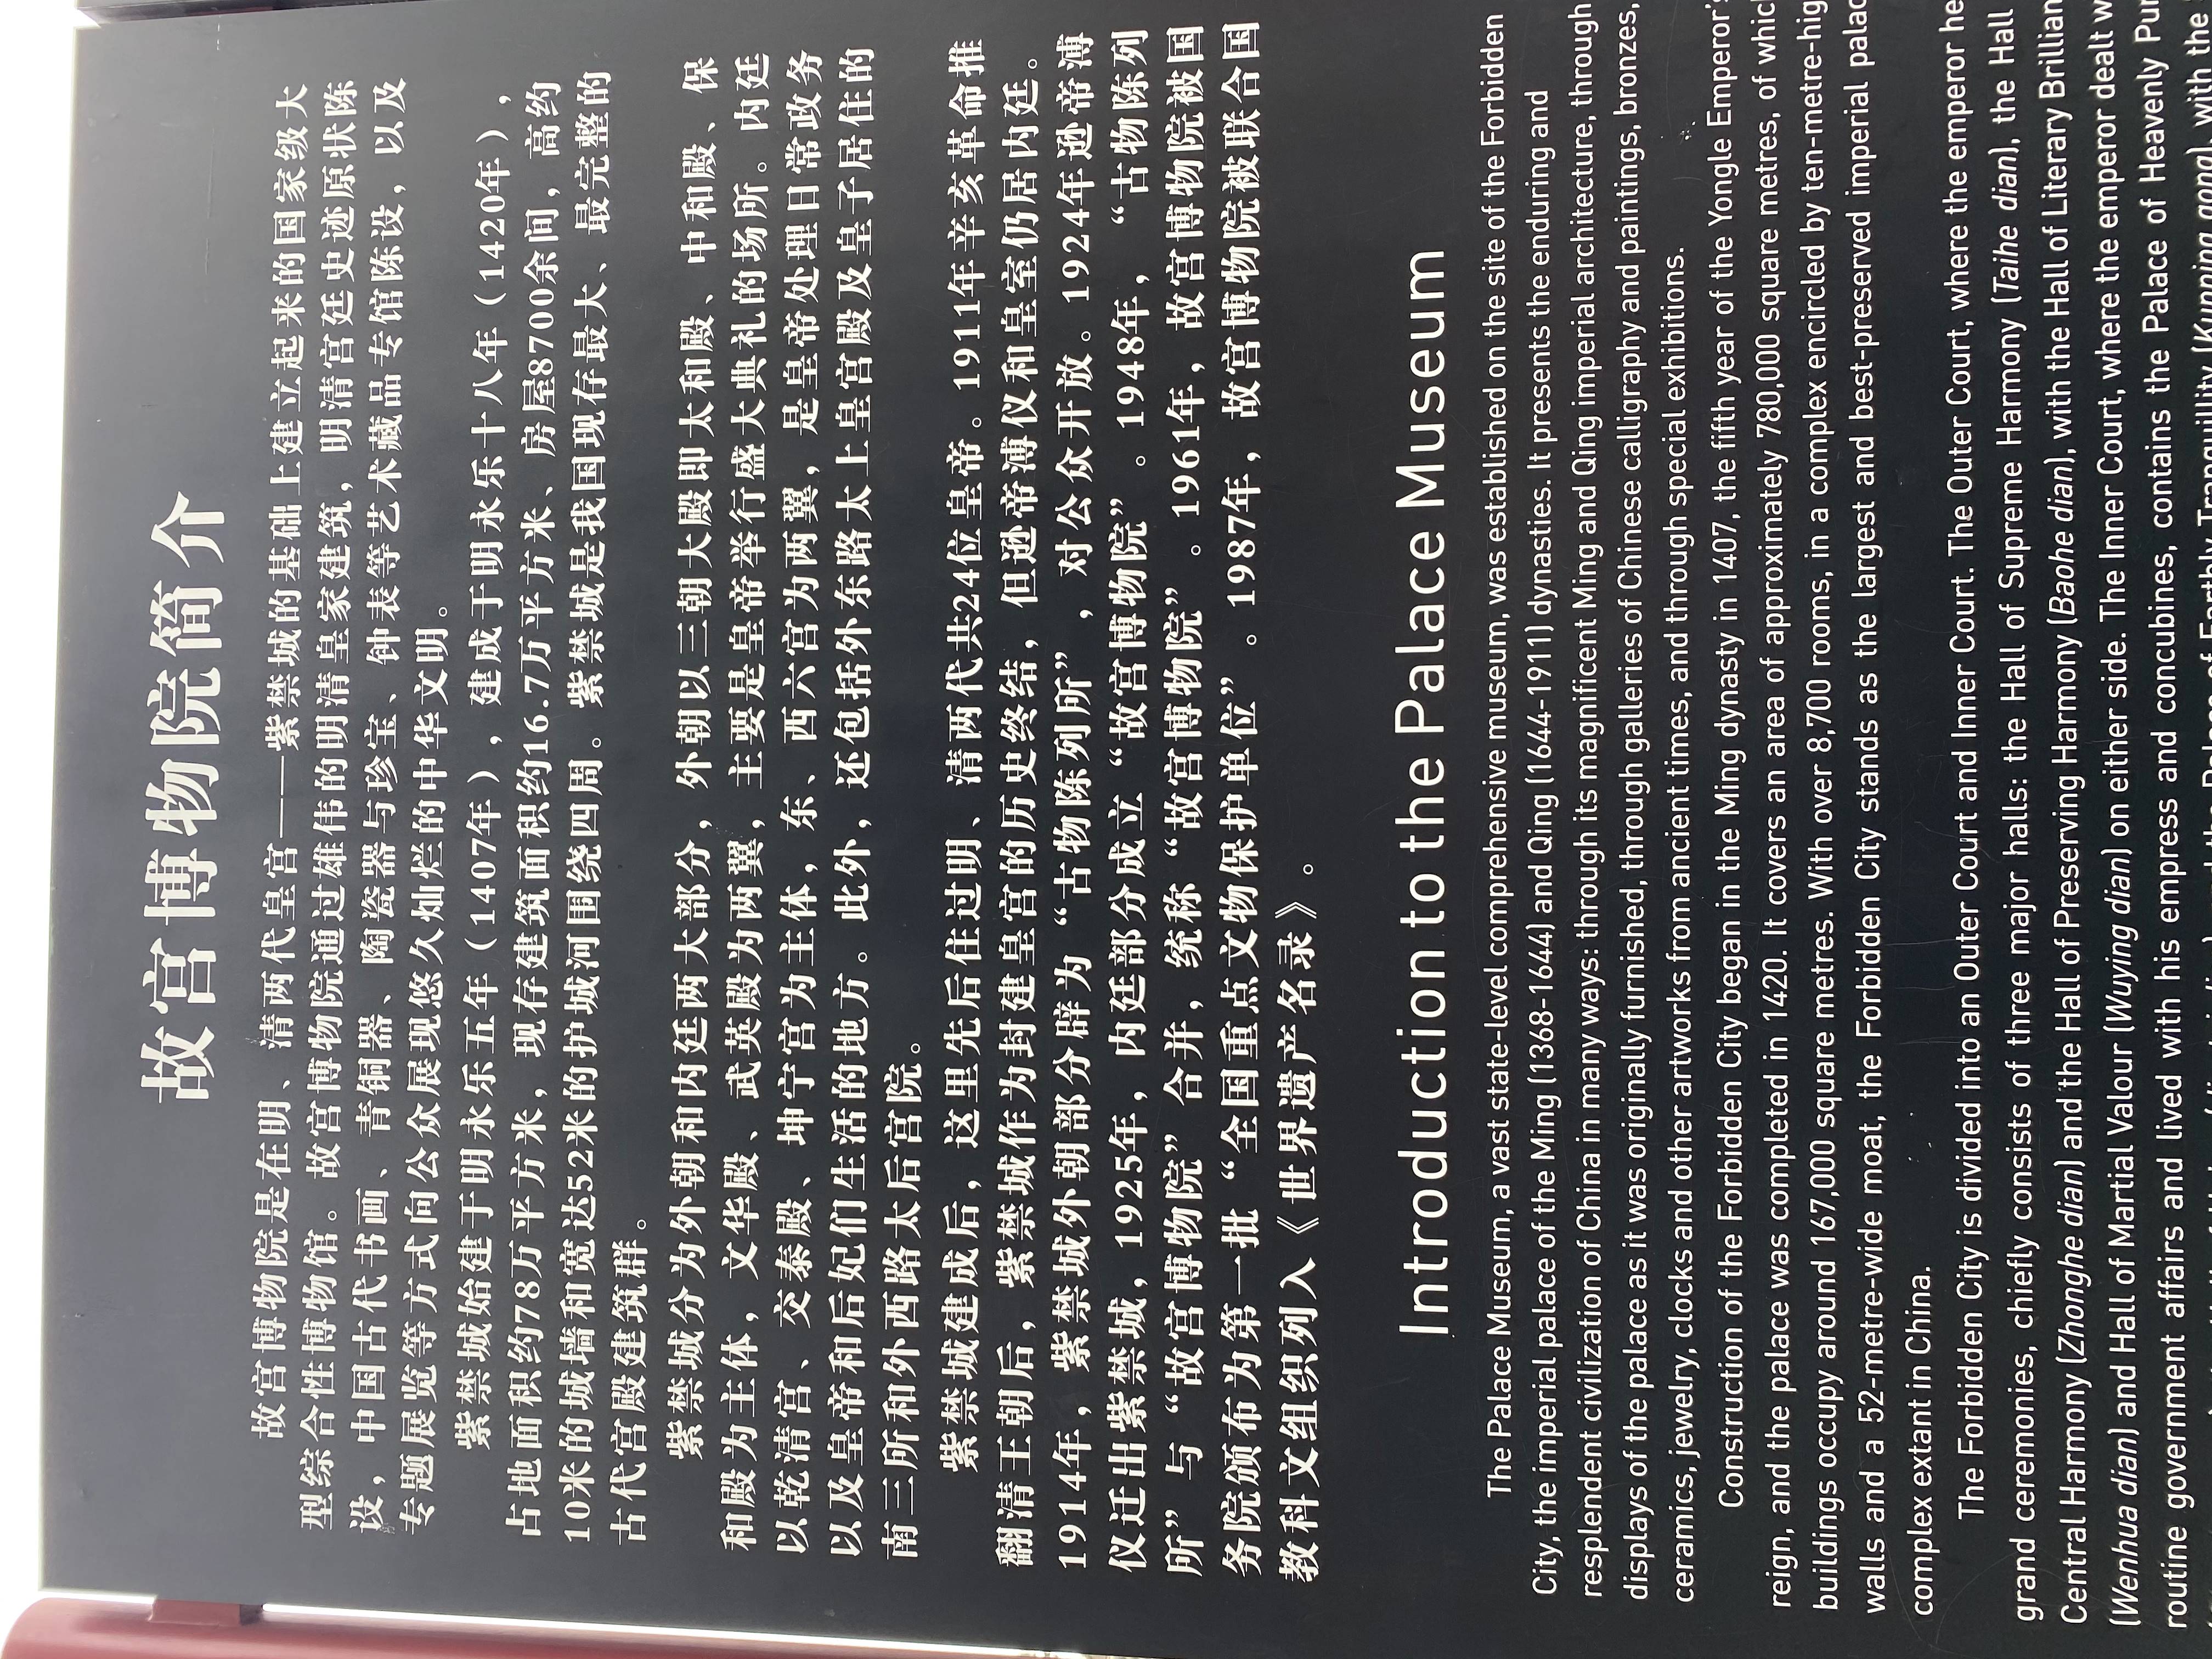 故宫博物院简介
故宫博物院是在明、清两代皇宫——紫禁城的基础上建立起来的国家级大
型综合性博物馆。故宫博物院通过雄伟的明清皇家建筑，明清宫廷史迹原状陈
设，中国古代书画、青铜器、陶瓷器与珍宝、钟表等艺术藏品专馆陈设，以及
专题展览等方式向公众展现悠久灿烂的中华文明。
紫禁城始建于明永乐五年（1407年），建成于明永乐十八年（1420年），
占地面积约78万平方米，现存建筑面积约16.7万平方米、房屋8700余间，高约
10米的城墙和宽达52米的护城河围绕四周。紫禁城是我国现存最大、最完整的
古代宫殿建筑群。
紫禁城分为外朝和内廷两大部分，外朝以三朝大殿即太和殿、中和殿、保
和殿为主体，文华殿、武英殿为两翼，主要是皇帝举行盛大典礼的场所。内廷
以乾清宫、交泰殿、坤宁宫为主体，东、西六宫为两翼，是皇帝处理日常政务
以及皇帝和后妃们生活的地方。此外，还包括外东路太上皇宫殿及皇子居住的
南三所和外西路太后宫院。
紫禁城建成后，这里先后住过明、清两代共24位皇帝。1911年辛亥革命推
翻清王朝后，紫禁城作为封建皇宫的历史终结，但逊帝溥仪和皇室仍居内廷。
1914年，紫禁城外朝部分辟为“古物陈列所”，对公众开放。1924年逊帝溥
仪迁出紫禁城，1925年，内廷部分成立“故宫博物院”。1948年，“古物陈列
所”与“故宫博物院”合并，统称“故宫博物院”。1961年，故宫博物院被国
务院颁布为第一批“全国重点文物保护单位”。1987年，故宫博物院被联合国
教科文组织列入《世界遗产名录》。
Introduction to the Palace Museum
The Palace Museum, a vast state-level comprehensive museum, was established on the site of the Forbidden
City, the imperial palace of the Ming (1368-1644) and Qing (1644-1911) dynasties. It presents the enduring and
resplendent civilization of China in many ways: through its magnificent Ming and Qing imperial architecture, through
displays of the palace as it was originally furnished, through galleries of Chinese calligraphy and paintings, bronzes,
ceramics, jewelry, clocks and other artworks from ancient times, and through special exhibitions.
Construction of the Forbidden City began in the Ming dynasty in 1407, the fifth year of the Yongle Emperor's
reign, and the palace was completed in 1420. It covers an area of approximately 780,000 square metres, of which
buildings occupy around 167,000 square metres. With over 8,700 rooms, in a complex encircled by ten-metre-hig
walls and a 52-metre-wide moat, the Forbidden City stands as the largest and best-preserved imperial palac
complex extant in China.
The Forbidden City is divided into an Outer Court and Inner Court. The Outer Court, where the emperor he
grand ceremonies, chiefly consists of three major halls: the Hall of Supreme Harmony (Taihe dian), the Hall
Central Harmony (Zhonghe dian) and the Hall of Preserving Harmony (Baohe dian), with the Hall of Literary Brillian
(Wenhua dian) and Hall of Martial Valour (Wuying dian) on either side. The Inner Court, where the emperor dealt w
routine government affairs and lived with his empress and concubines, contains the Palace of Heavenly Pur